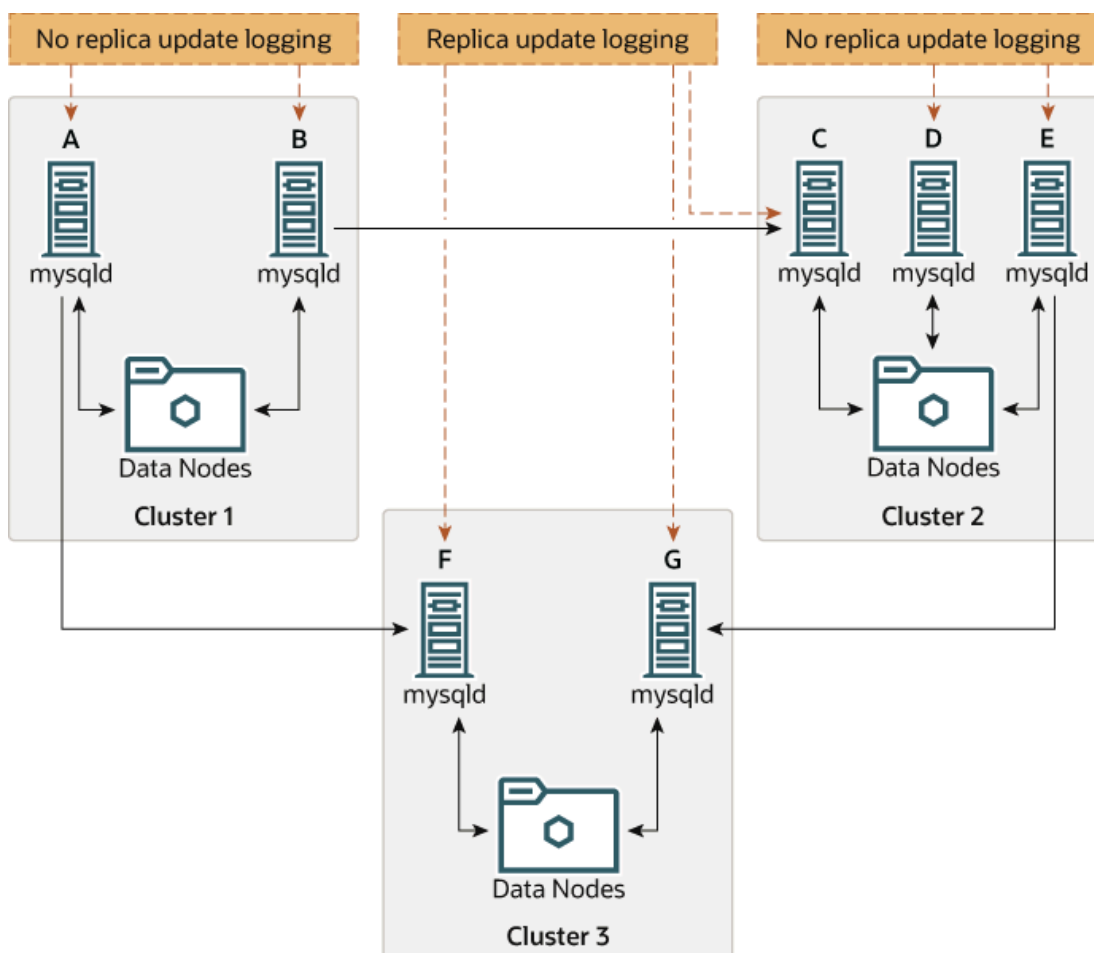 No replica update logging
Replica update logging
No replica update logging
A
B
C
D
E
mysqld
mysqld
mysqld
mysqld
mysqld
Data Nodes
Data Nodes
Cluster 1
Cluster 2
F
G
mysqld
mysqld
Data Nodes
Cluster 3